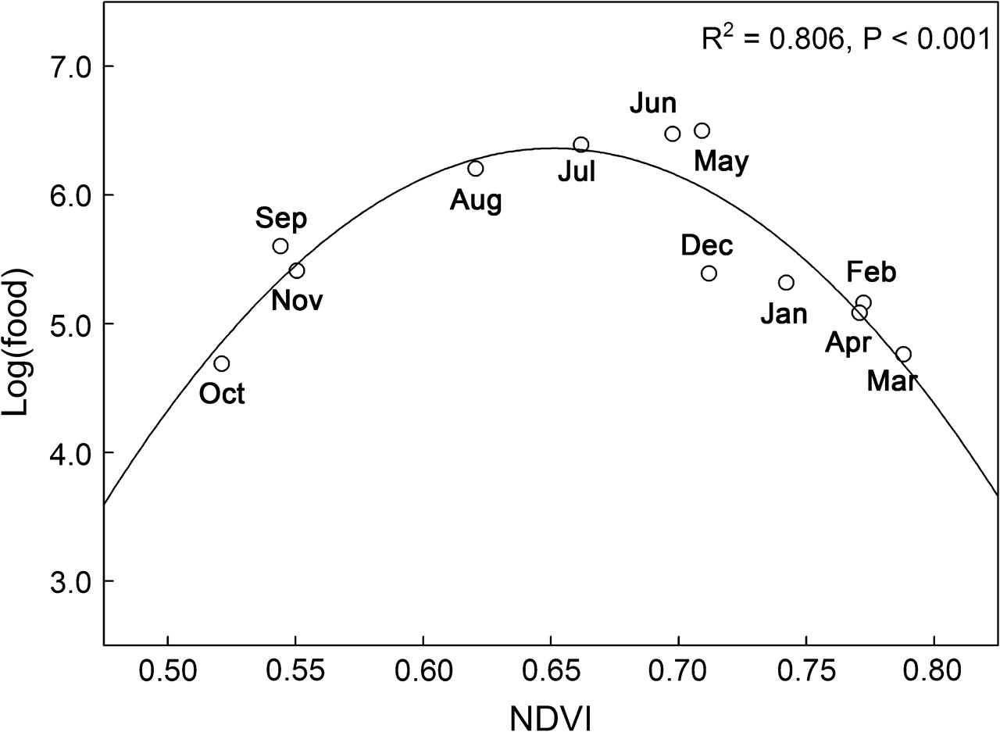 R² = 0.806, P < 0.001
7.0
Jun
May
Jul
6.0
Aug
Sep
Dec
Feb
Nov
Jan
5.0
Apr
Mar
Oct
4.0
3.0
Log(food)
0.50 0.55 0.60 0.65 0.70 0.75 0.80
NDVI